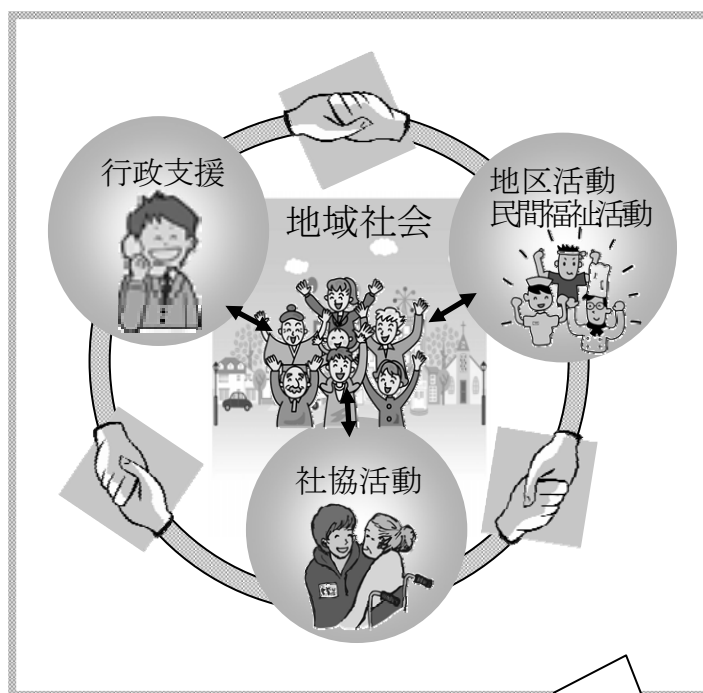 行政支援
地区活動
民間福祉活動
地域社会
社協活動